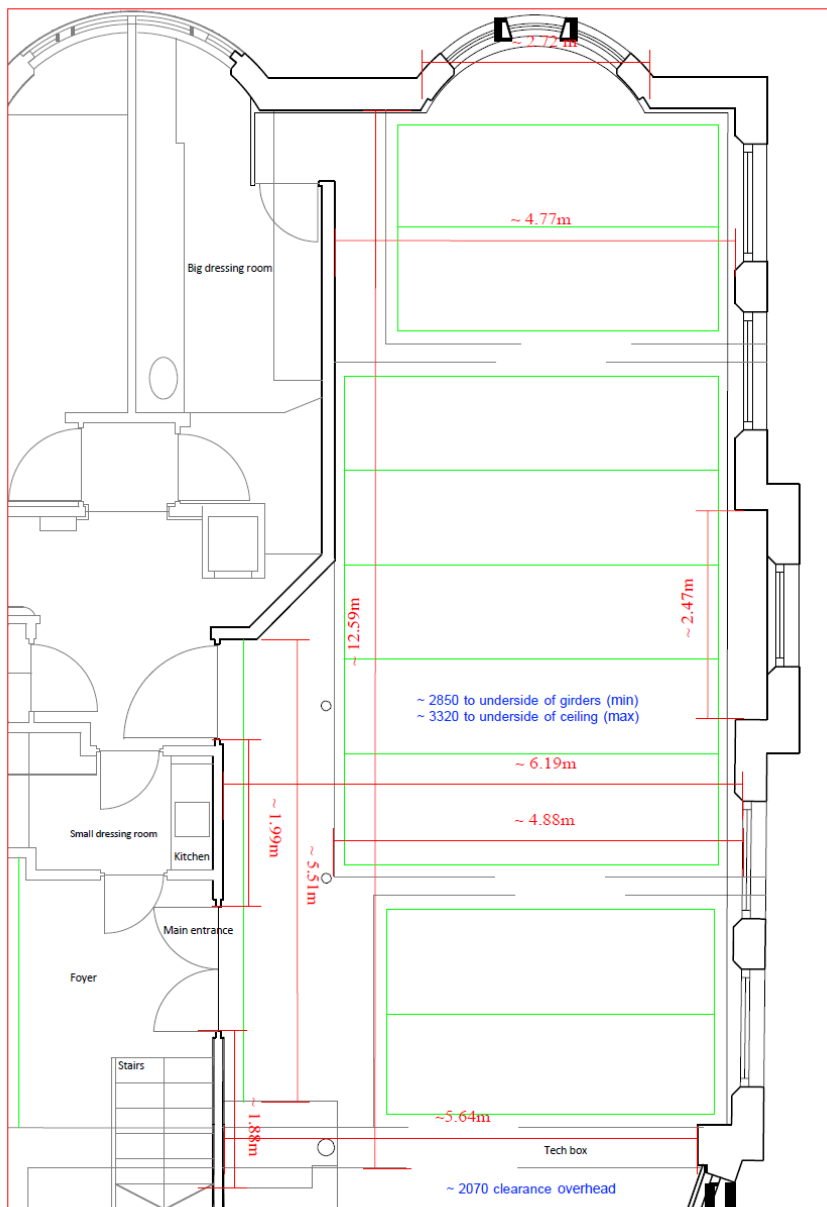 ~ 2.72 m
~ 4.77m
Big dressing room
~ 12.59m
~ 2.47m
~ 2850 to underside of girders (min)
~ 3320 to underside of ceiling (max)
~ 6.19m
~ 1.99m
~ 4.88m
Small dressing room
Kitchen
~ 5.51m
Main entrance
Foyer
Stairs
~ 1.88m
~5.64m
Tech box
~ 2070 clearance overhead